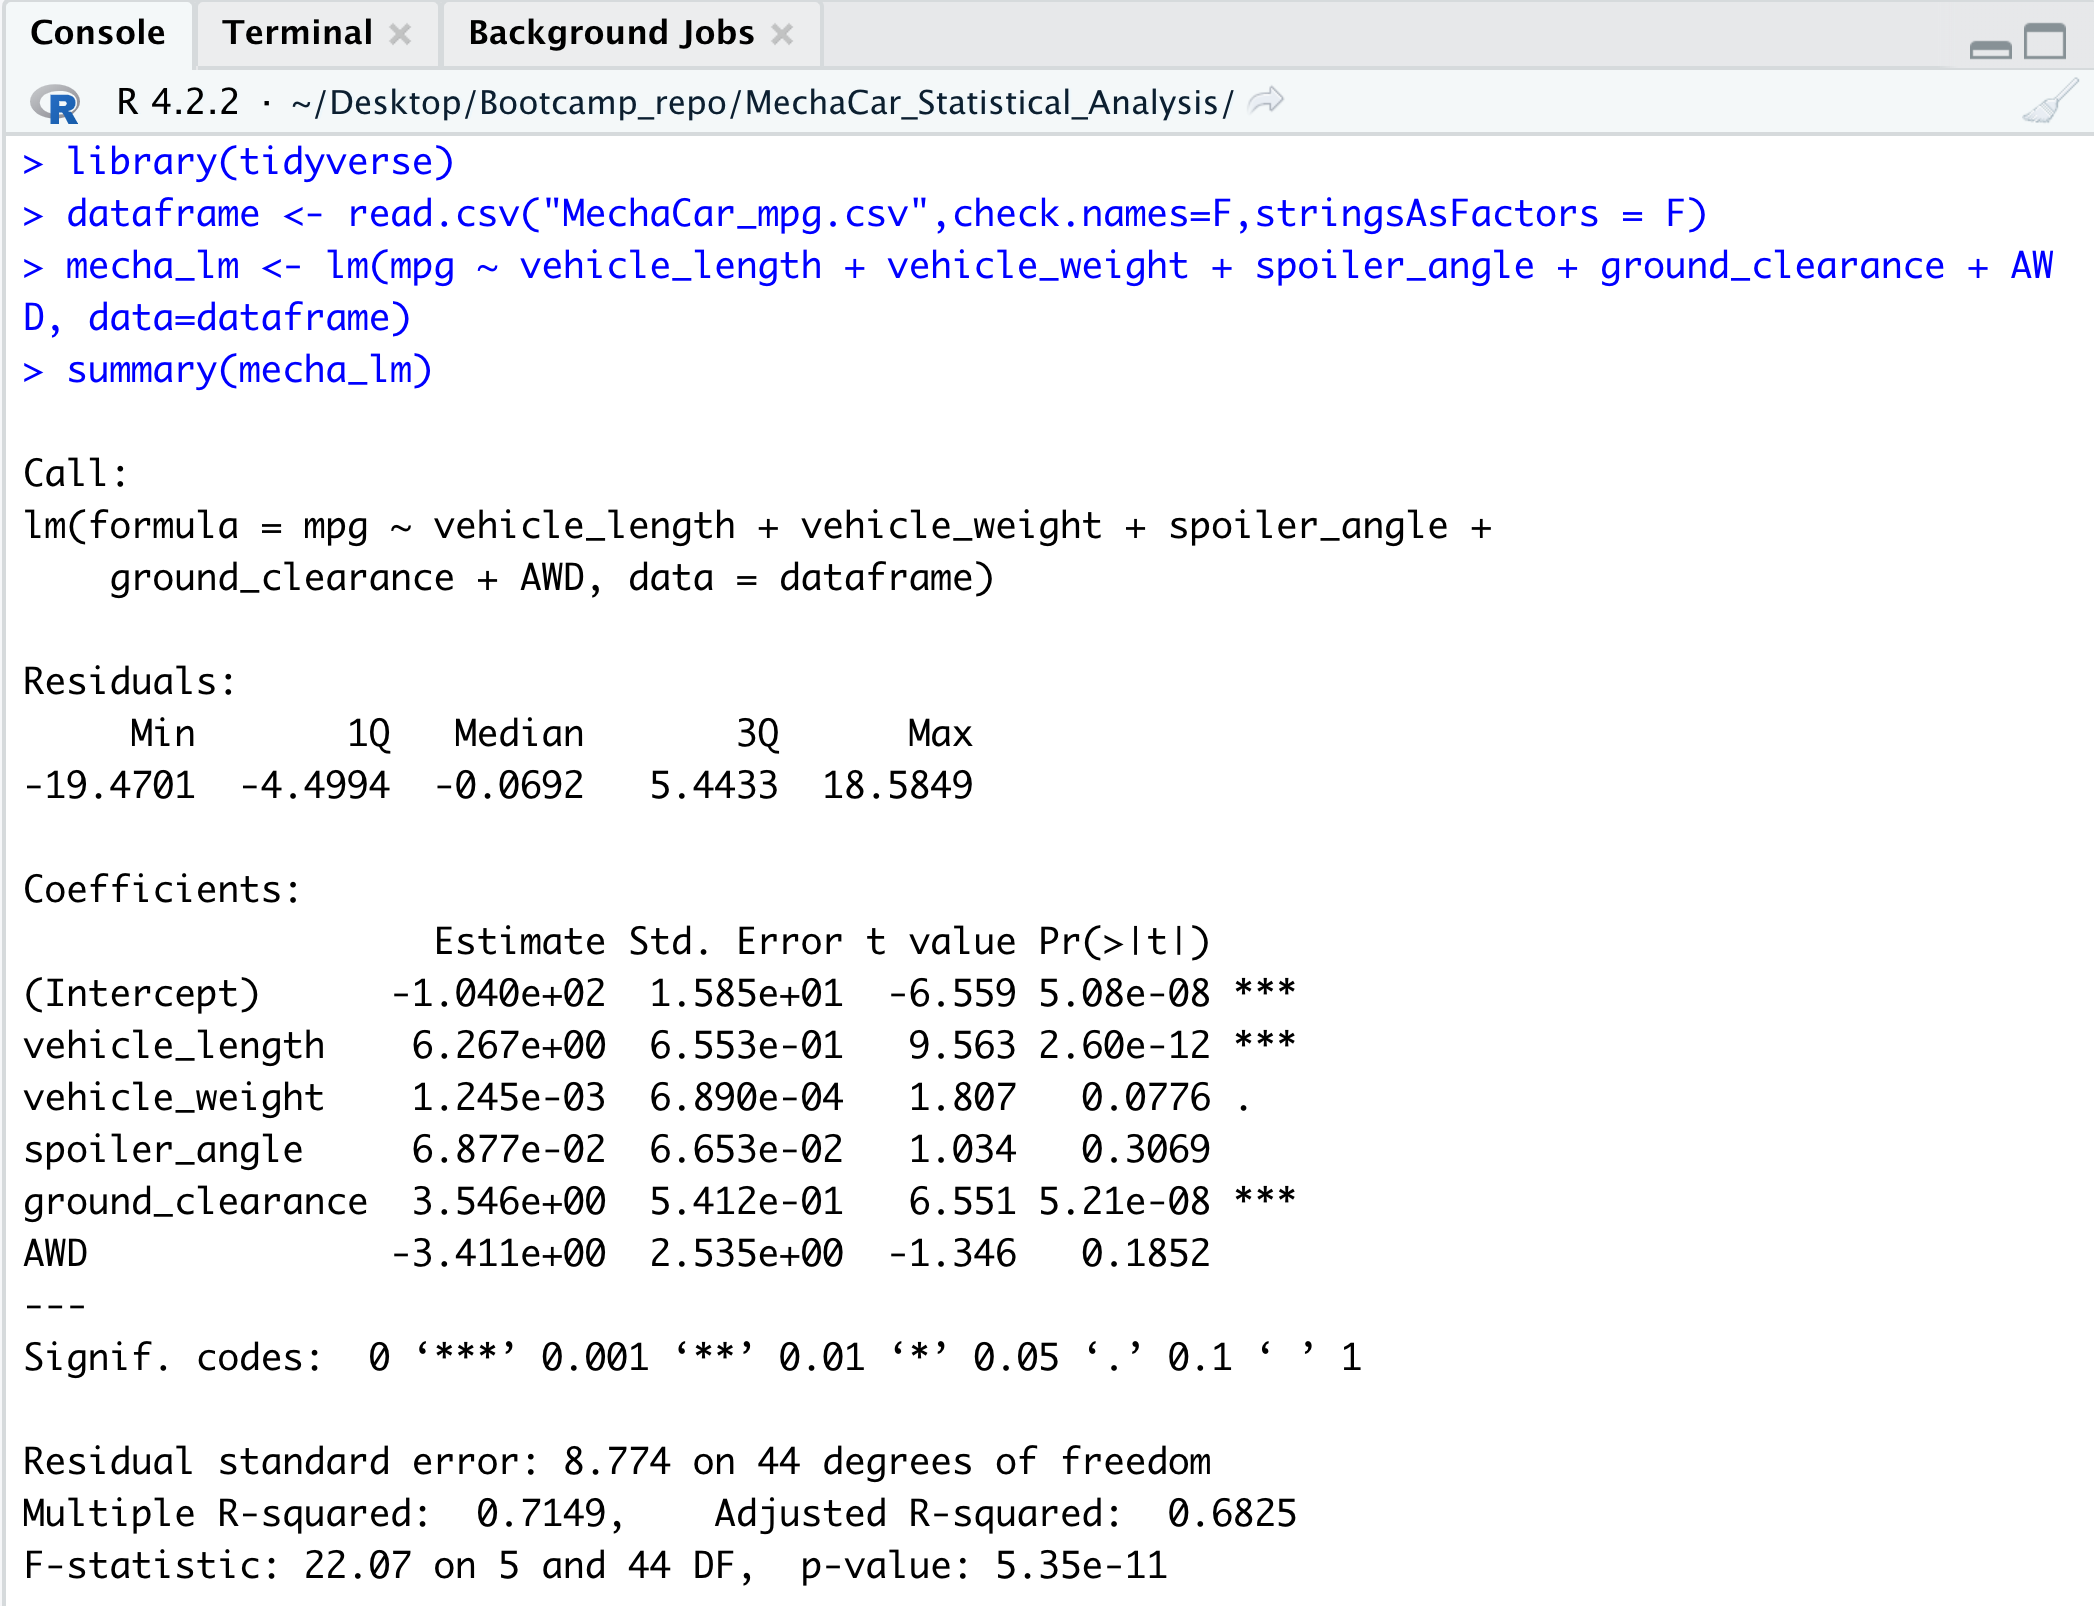 Console Terminal × Background Jobs ×
R R 4.2.2 · ~/Desktop/Bootcamp_repo/MechaCar_Statistical_Analysis/
> library(tidyverse)
> dataframe <- read.csv("MechaCar_mpg.csv",check.names=F,stringsAsFactors = F)
> mecha_lm <- lm(mpg ~ vehicle_length + vehicle_weight + spoiler_angle + ground_clearance + AW
D, data=dataframe)
> summary(mecha_lm)

Call:
lm(formula = mpg ~ vehicle_length + vehicle_weight + spoiler_angle +
    ground_clearance + AWD, data = dataframe)

Residuals:
     Min       1Q   Median       3Q      Max
-19.4701  -4.4994  -0.0692   5.4433  18.5849

Coefficients:
                   Estimate Std. Error t value Pr(>|t|)
(Intercept)      -1.040e+02  1.585e+01  -6.559 5.08e-08 ***
vehicle_length    6.267e+00  6.553e-01   9.563 2.60e-12 ***
vehicle_weight    1.245e-03  6.890e-04   1.807   0.0776 .
spoiler_angle     6.877e-02  6.653e-02   1.034   0.3069
ground_clearance  3.546e+00  5.412e-01   6.551 5.21e-08 ***
AWD              -3.411e+00  2.535e+00  -1.346   0.1852
---
Signif. codes:  0 ‘***’ 0.001 ‘**’ 0.01 ‘*’ 0.05 ‘.’ 0.1 ‘ ’ 1

Residual standard error: 8.774 on 44 degrees of freedom
Multiple R-squared:  0.7149,    Adjusted R-squared:  0.6825
F-statistic: 22.07 on 5 and 44 DF,  p-value: 5.35e-11